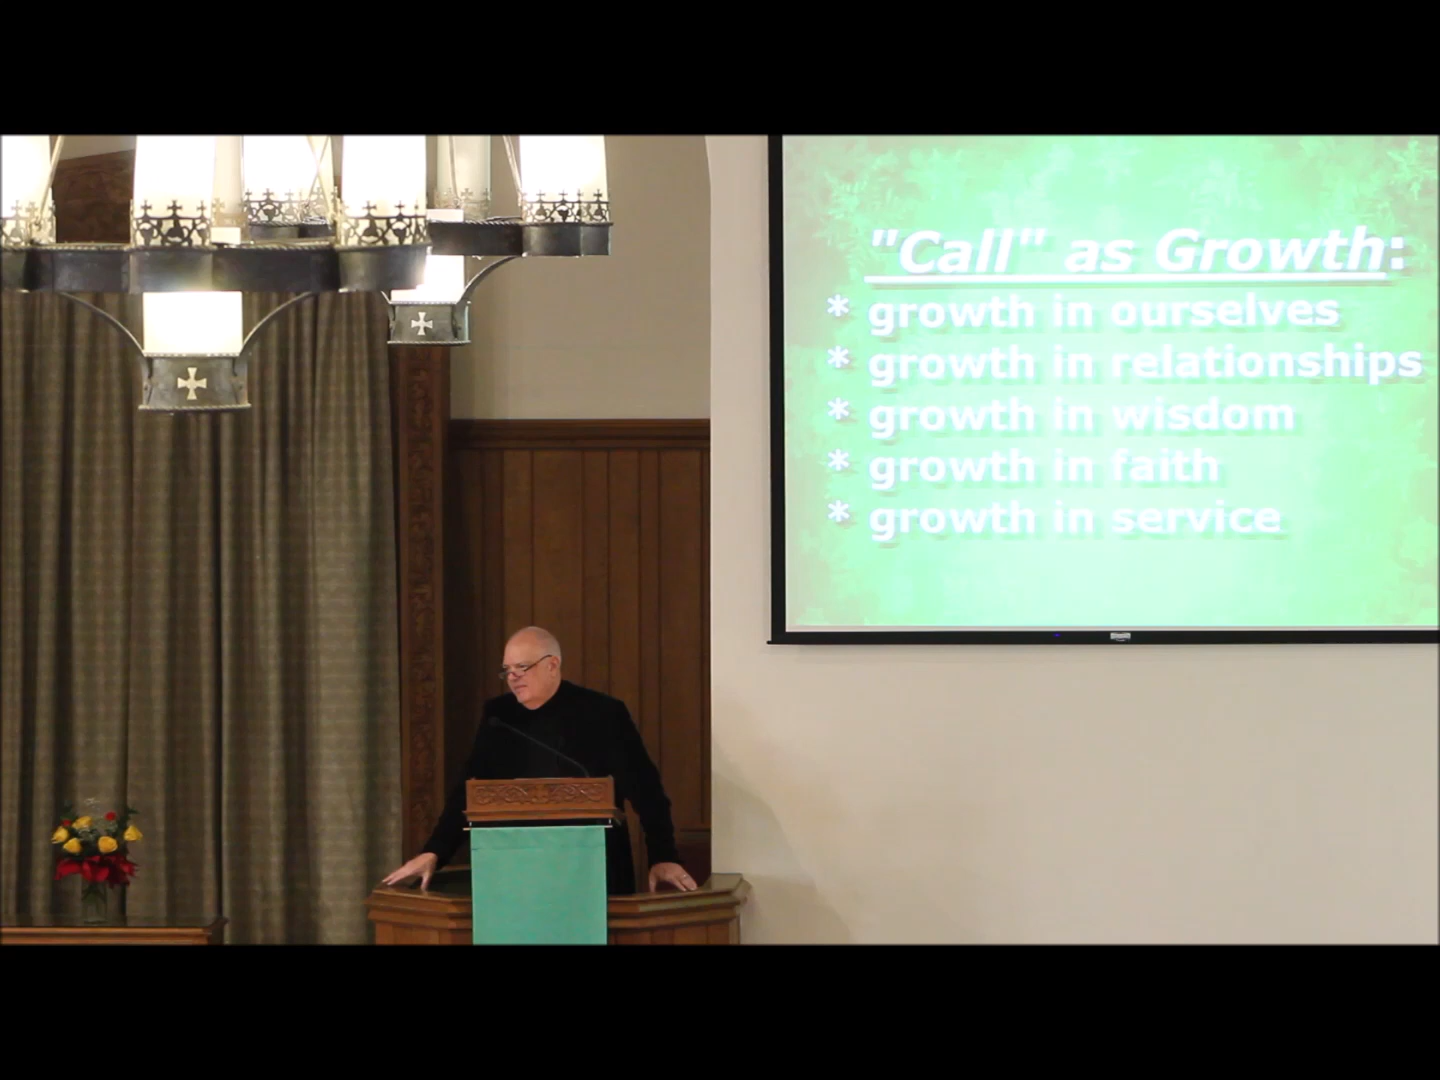 "Call" as Growth:
* growth in ourselves
* growth in relationships
* growth in wisdom
* growth in faith
* growth in service